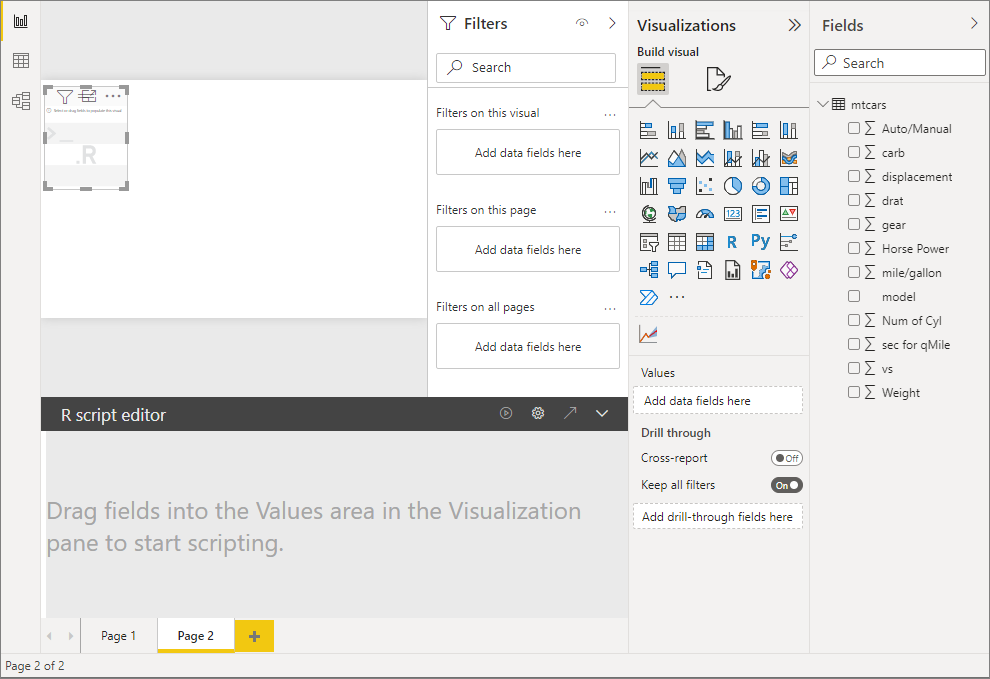 Select or drag fields to populate this visual
.R
Filters
Search
Filters on this visual
...
Add data fields here
Filters on this page
...
Add data fields here
Filters on all pages
...
Add data fields here
Visualizations
Build visual
123
R
Py
...
Values
Add data fields here
Drill through
Cross-report
Off
Keep all filters
On
Add drill-through fields here
Fields
Search
mtcars
∑ Auto/Manual
∑ carb
∑ displacement
∑ drat
∑ gear
∑ Horse Power
∑ mile/gallon
model
∑ Num of Cyl
∑ sec for qMile
∑ vs
∑ Weight
R script editor
Drag fields into the Values area in the Visualization
pane to start scripting.
Page 1
Page 2
+
Page 2 of 2